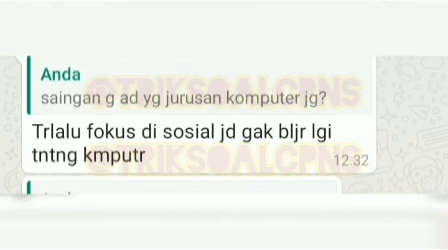 Anda
saingan g ad yg jurusan komputer jg?
Trlalu fokus di sosial jd gak bljr lgi
tntng kmputr
12.32
@TRIKSOALCPNS
TRIKSOALCPNS